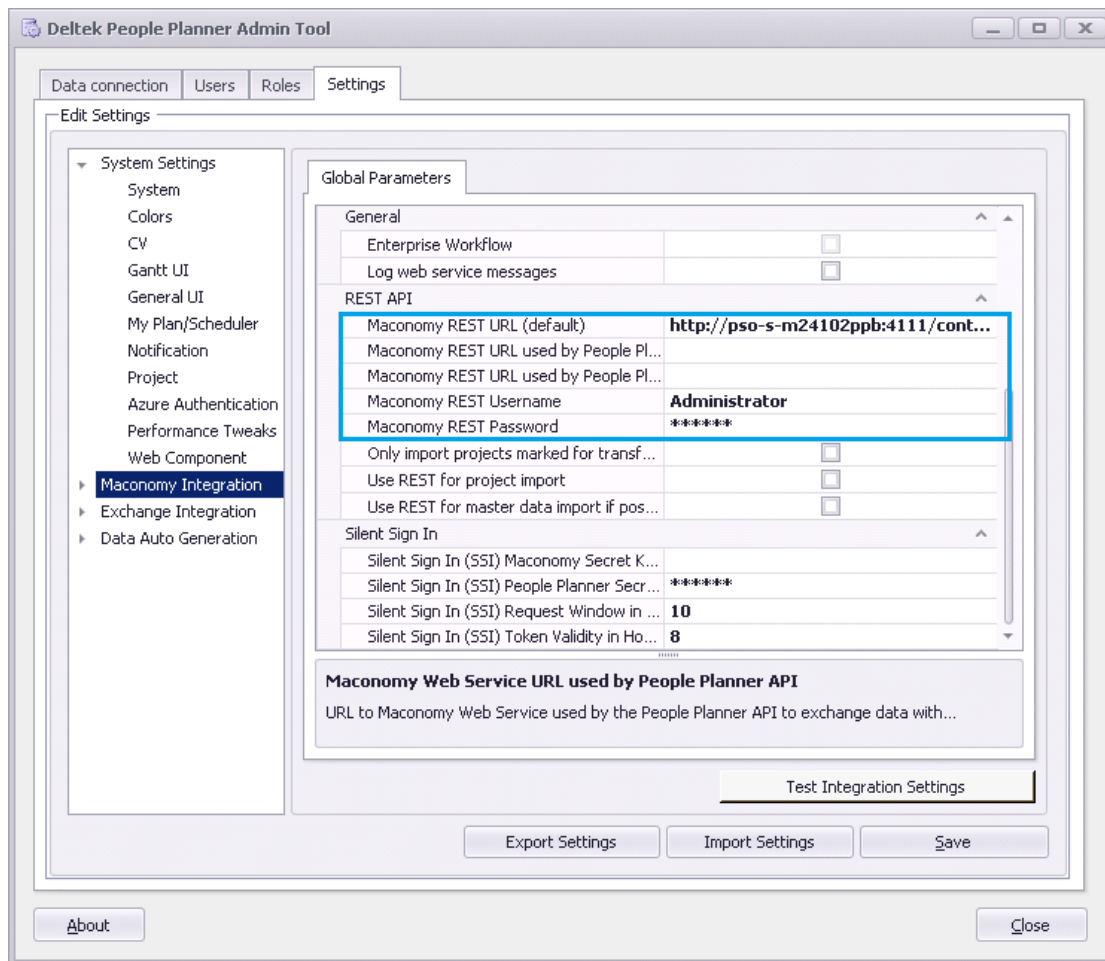 Deltek People Planner Admin Tool
Data connection Users Roles Settings
Edit Settings
System Settings
System
Colors
CV
Gantt UI
General UI
My Plan/Scheduler
Notification
Project
Azure Authentication
Performance Tweaks
Web Component
Maconomy Integration
Exchange Integration
Data Auto Generation
Global Parameters
General
Enterprise Workflow
Log web service messages
REST API
Maconomy REST URL (default) http://pso-s-m24102ppb:4111/cont...
Maconomy REST URL used by People Pl...
Maconomy REST URL used by People Pl...
Maconomy REST Username Administrator
Maconomy REST Password ******
Only import projects marked for transf...
Use REST for project import
Use REST for master data import if pos...
Silent Sign In
Silent Sign In (SSI) Maconomy Secret K...
Silent Sign In (SSI) People Planner Secr... ******
Silent Sign In (SSI) Request Window in ... 10
Silent Sign In (SSI) Token Validity in Ho... 8
Maconomy Web Service URL used by People Planner API
URL to Maconomy Web Service used by the People Planner API to exchange data with...
Test Integration Settings
Export Settings Import Settings Save
About Close